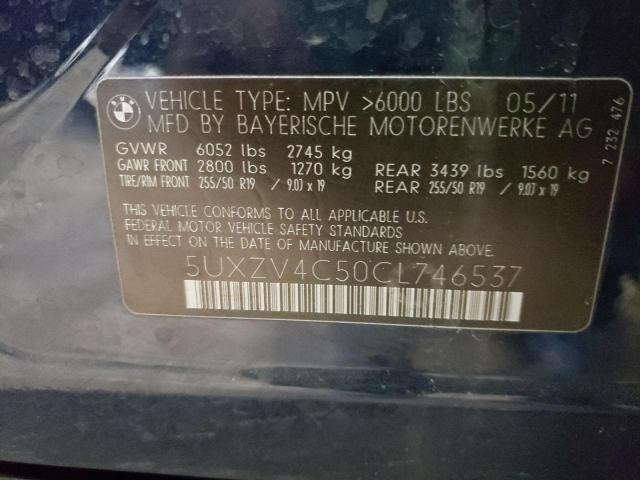 BMW
VEHICLE TYPE: MPV >6000 LBS 05/11
MFD BY BAYERISCHE MOTORENWERKE AG
GVWR 6052 lbs 2745 kg
GAWR FRONT 2800 lbs 1270 kg REAR 3439 lbs 1560 kg
TIRE/RIM FRONT 255/50 R19 / 9.0J x 19 REAR 255/50 R19 / 9.0J x 19
THIS VEHICLE CONFORMS TO ALL APPLICABLE U.S.
FEDERAL MOTOR VEHICLE SAFETY STANDARDS
IN EFFECT ON THE DATE OF MANUFACTURE SHOWN ABOVE.
5UXZV4C50CL746537
7 232 476